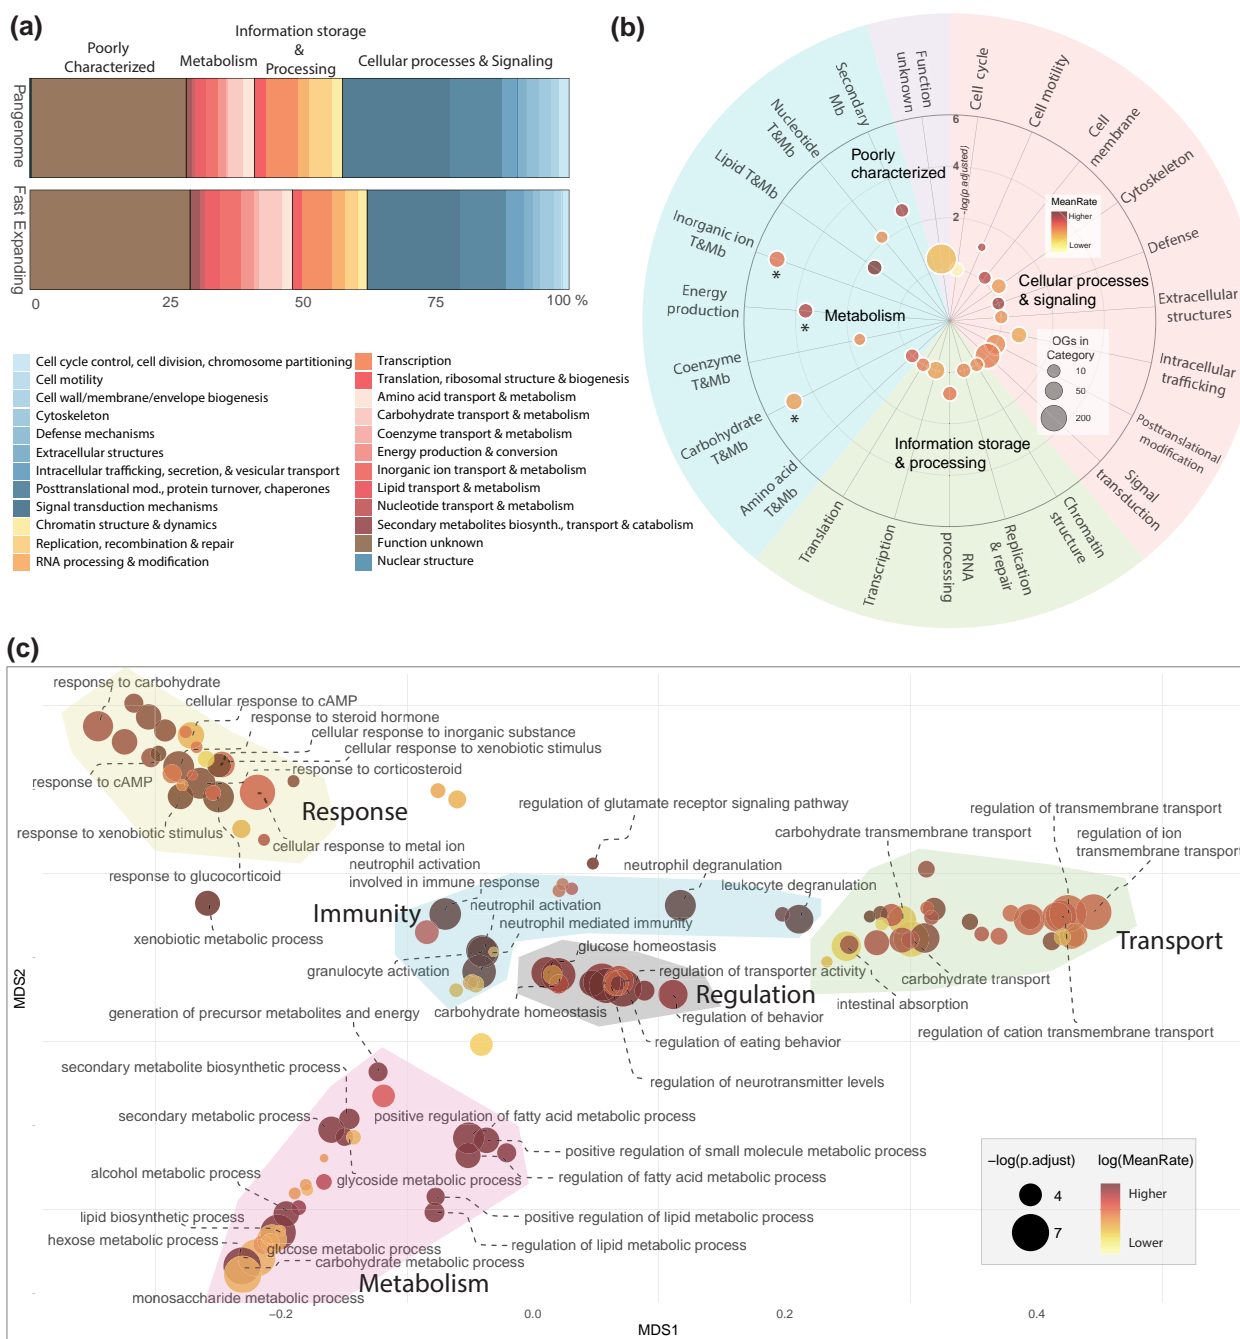 (a)
Poorly
Characterized
Metabolism
Information storage
&
Processing
Cellular processes & Signaling
Pangenome
Fast Expanding
0
25
50
75
100 %
Cell cycle control, cell division, chromosome partitioning
Cell motility
Cell wall/membrane/envelope biogenesis
Cytoskeleton
Defense mechanisms
Extracellular structures
Intracellular trafficking, secretion, & vesicular transport
Posttranslational mod., protein turnover, chaperones
Signal transduction mechanisms
Chromatin structure & dynamics
Replication, recombination & repair
RNA processing & modification
Transcription
Translation, ribosomal structure & biogenesis
Amino acid transport & metabolism
Carbohydrate transport & metabolism
Coenzyme transport & metabolism
Energy production & conversion
Inorganic ion transport & metabolism
Lipid transport & metabolism
Nucleotide transport & metabolism
Secondary metabolites biosynth., transport & catabolism
Function unknown
Nuclear structure
(b)
Function
unknown
Cell cycle
Cell motility
Cell
membrane
Cytoskeleton
Defense
Extracellular
structures
Intracellular
trafficking
Posttranslational
modification
Signal
transduction
Chromatin
structure
Replication
& repair
RNA
processing
Transcription
Translation
Amino acid
T&Mb
Carbohydrate
T&Mb
Coenzyme
T&Mb
Energy
production
Inorganic ion
T&Mb
Lipid T&Mb
Nucleotide
T&Mb
Secondary
Mb
6
4
2
-log(p adjusted)
Poorly
characterized
Cellular processes
& signaling
Metabolism
Information storage
& processing
MeanRate
Higher
Lower
OGs in
Category
10
50
200
*
*
*
(c)
response to carbohydrate
cellular response to cAMP
response to steroid hormone
cellular response to inorganic substance
cellular response to xenobiotic stimulus
response to corticosteroid
response to cAMP
Response
response to xenobiotic stimulus
cellular response to metal ion
response to glucocorticoid
xenobiotic metabolic process
neutrophil activation
involved in immune response
Immunity
neutrophil activation
neutrophil mediated immunity
granulocyte activation
regulation of glutamate receptor signaling pathway
neutrophil degranulation
leukocyte degranulation
glucose homeostasis
regulation of transporter activity
Regulation
carbohydrate homeostasis
regulation of behavior
regulation of eating behavior
regulation of neurotransmitter levels
regulation of transmembrane transport
carbohydrate transmembrane transport
regulation of ion
transmembrane transport
Transport
carbohydrate transport
intestinal absorption
regulation of cation transmembrane transport
generation of precursor metabolites and energy
secondary metabolite biosynthetic process
secondary metabolic process
positive regulation of fatty acid metabolic process
positive regulation of small molecule metabolic process
alcohol metabolic process
glycoside metabolic process
regulation of fatty acid metabolic process
lipid biosynthetic process
positive regulation of lipid metabolic process
hexose metabolic process
glucose metabolic process
regulation of lipid metabolic process
carbohydrate metabolic process
Metabolism
monosaccharide metabolic process
−log(p.adjust)
4
7
log(MeanRate)
Higher
Lower
MDS2
−0.2
0.0
0.2
0.4
MDS1